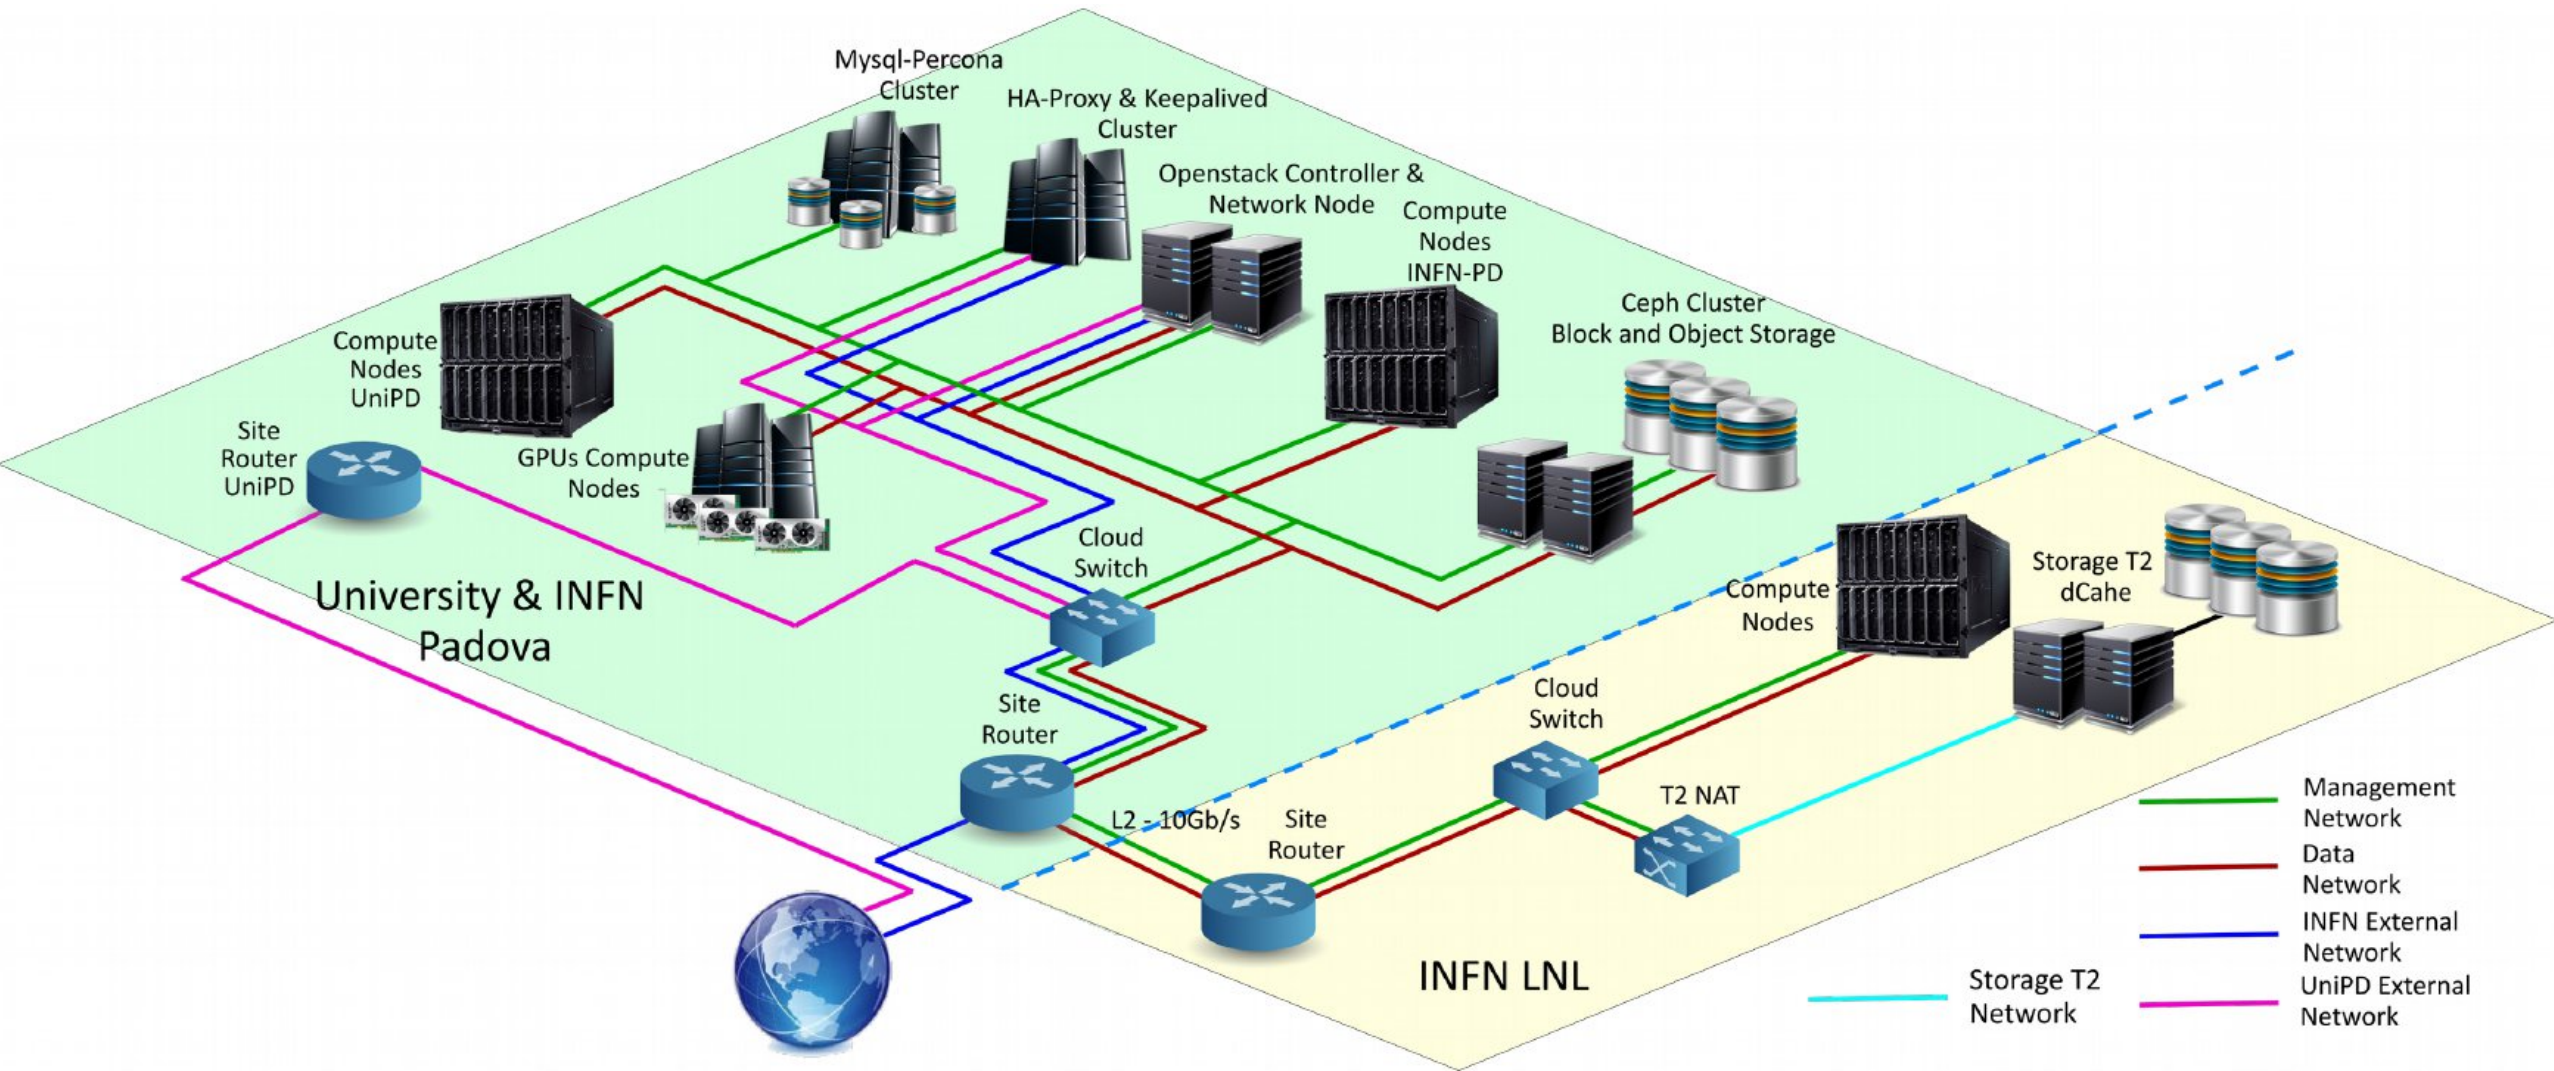 Mysql-Percona
Cluster
HA-Proxy & Keepalived
Cluster
Openstack Controller &
Network Node
Compute
Nodes
INFN-PD
Ceph Cluster
Block and Object Storage
Compute
Nodes
UniPD
Site
Router
UniPD
GPUs Compute
Nodes
University & INFN
Padova
Cloud
Switch
Site
Router
L2 - 10Gb/s
Site
Router
Cloud
Switch
T2 NAT
Compute
Nodes
Storage T2
dCahe
INFN LNL
Management
Network
Data
Network
INFN External
Network
UniPD External
Network
Storage T2
Network